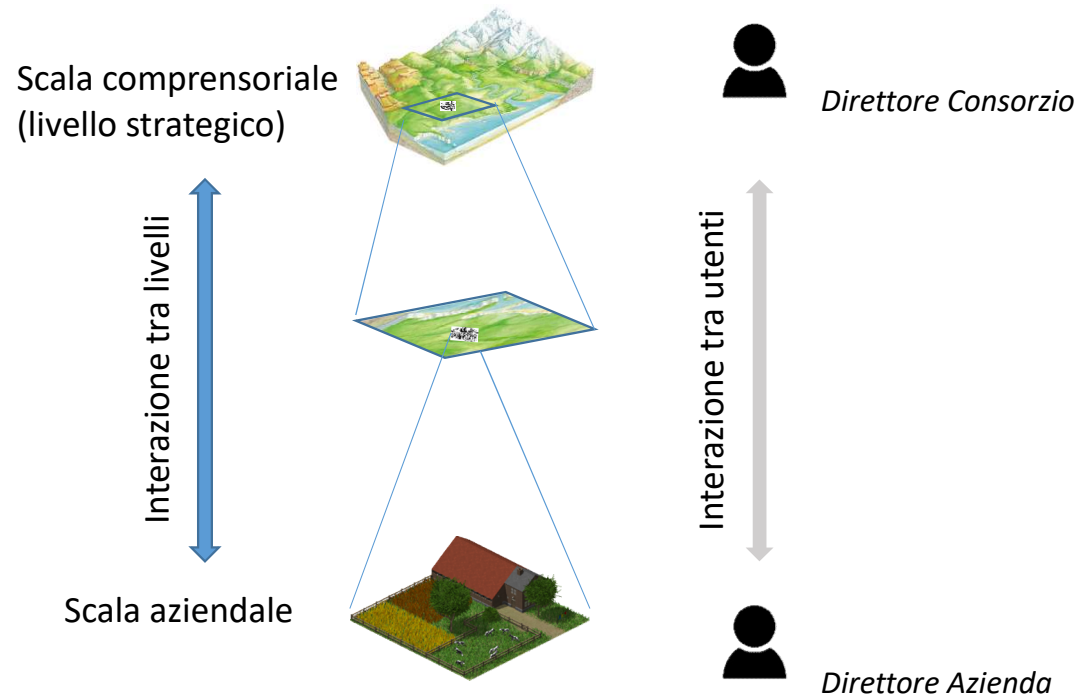 Scala comprensoriale
(livello strategico)
Direttore Consorzio
Interazione tra livelli
Interazione tra utenti
Scala aziendale
Direttore Azienda